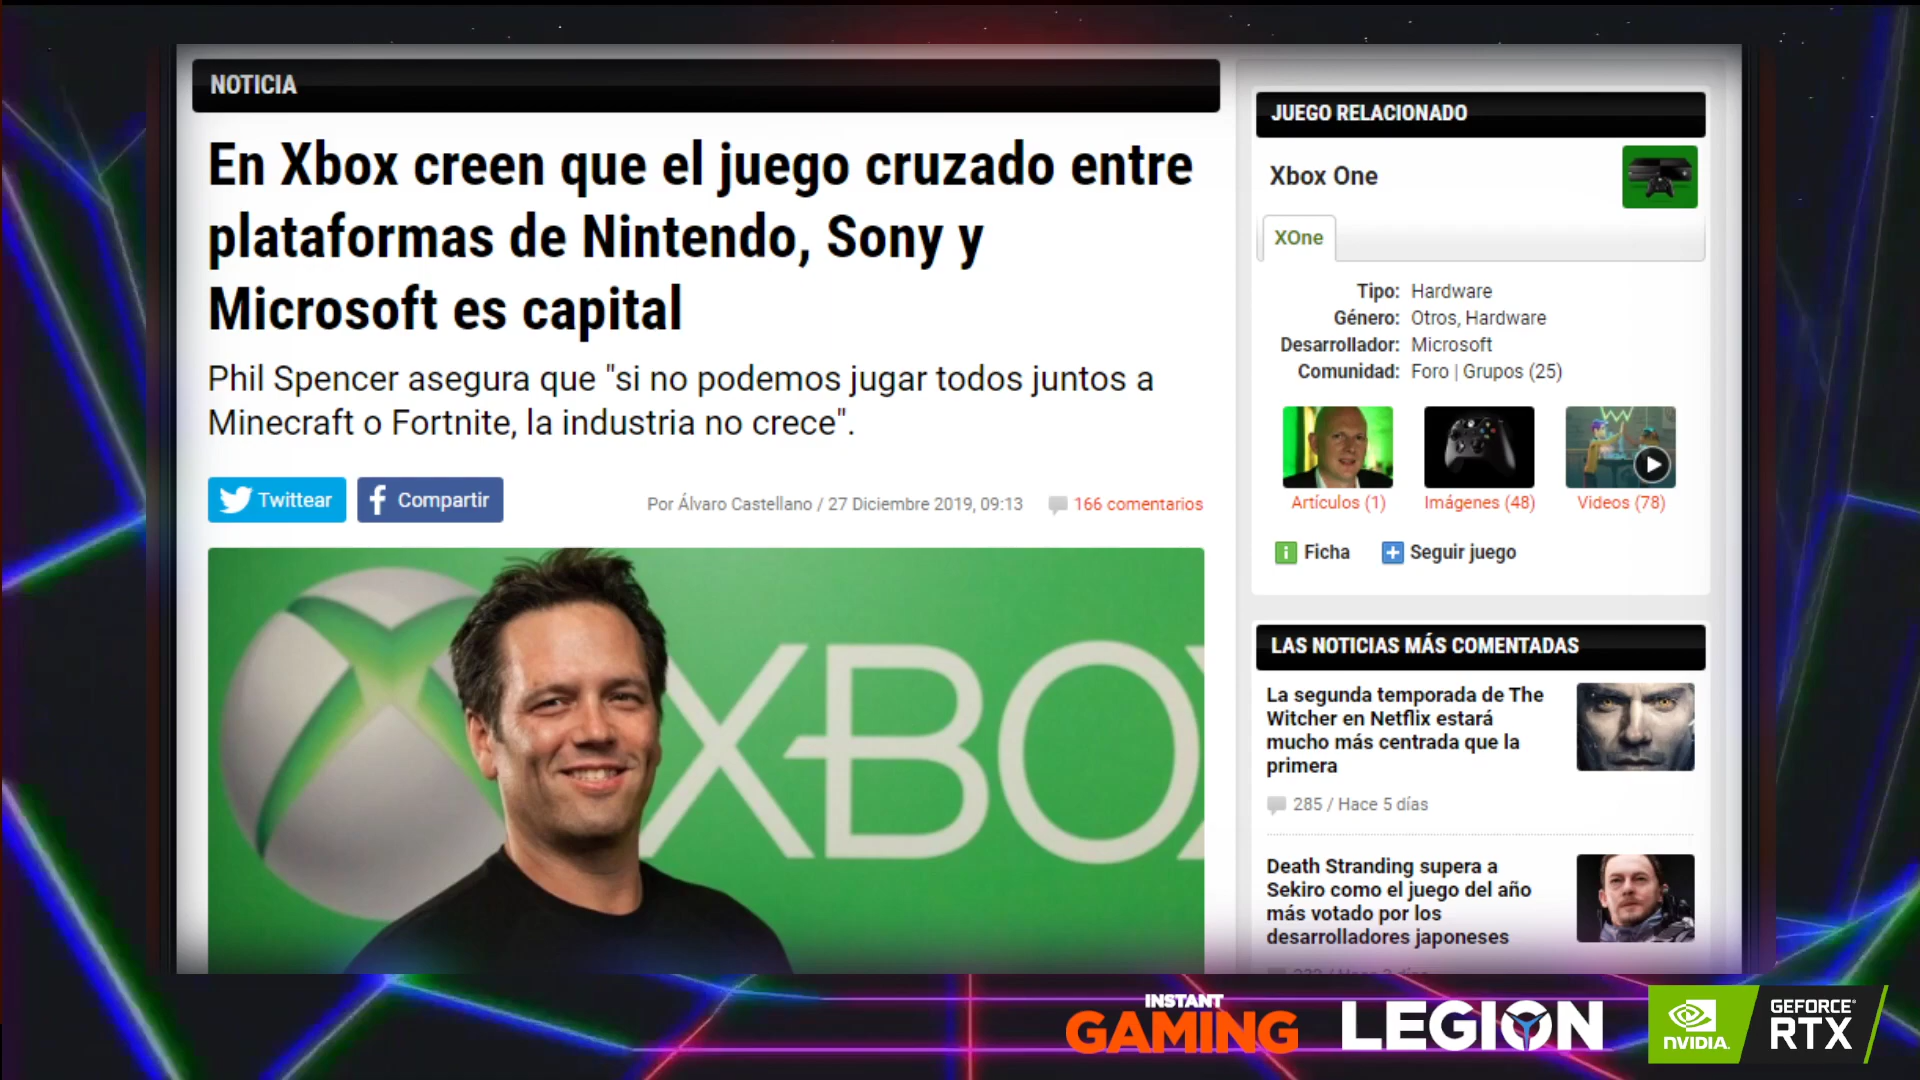 NOTICIA
En Xbox creen que el juego cruzado entre
plataformas de Nintendo, Sony y
Microsoft es capital
Phil Spencer asegura que "si no podemos jugar todos juntos a
Minecraft o Fortnite, la industria no crece".
Twittear
Compartir
Por Álvaro Castellano / 27 Diciembre 2019, 09:13
166 comentarios
XBOX
JUEGO RELACIONADO
Xbox One
XOne
Tipo: Hardware
Género: Otros, Hardware
Desarrollador: Microsoft
Comunidad: Foro | Grupos (25)
Artículos (1)
Imágenes (48)
Videos (78)
Ficha
Seguir juego
LAS NOTICIAS MÁS COMENTADAS
La segunda temporada de The
Witcher en Netflix estará
mucho más centrada que la
primera
285 / Hace 5 días
Death Stranding supera a
Sekiro como el juego del año
más votado por los
desarrolladores japoneses
INSTANT
GAMING
LEGION
NVIDIA.
GEFORCE
RTX